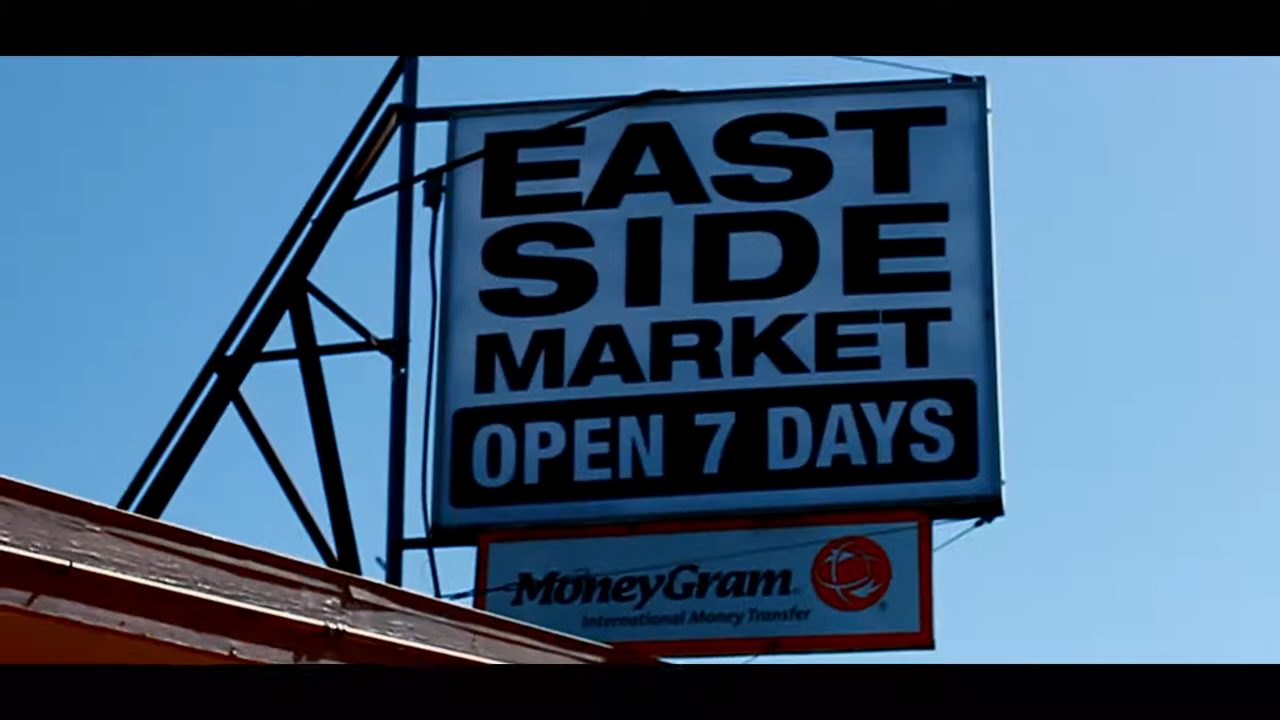 EAST
SIDE
MARKET
OPEN 7 DAYS
MoneyGram®
International Money Transfer